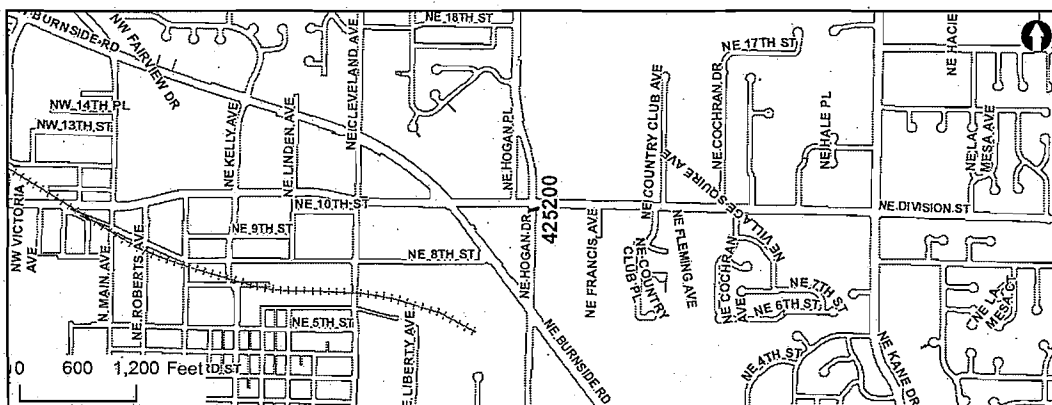 W BURNSIDE RD
NW FAIRVIEW DR
NE 18TH ST
NE CLEVELAND AVE
NE 17TH ST
NE HACIE
NW 14TH PL
NW 13TH ST
NE KELLY AVE
NE LINDEN AVE
NE HOGAN PL
NE COUNTRY CLUB AVE
NE COCHRAN DR
NE VILLAGE SQUIRE AVE
NE HALE PL
NE LA
MESA AVE
NW VICTORIA
AVE
NE 10TH ST
425200
NE DIVISION ST
N MAIN AVE
NE ROBERTS AVE
NE 9TH ST
NE 8TH ST
NE HOGAN DR
NE FRANCIS AVE
NE COUNTRY
CLUB PL
NE FLEMING AVE
NE COCHRAN
AVE
NE 7TH ST
NE 6TH ST
NE LA
MESA CT
NE 5TH ST
NE LIBERTY AVE
NE BURNSIDE RD
NE 4TH ST
NE KANE DR
0 600 1,200 Feet
RD ST